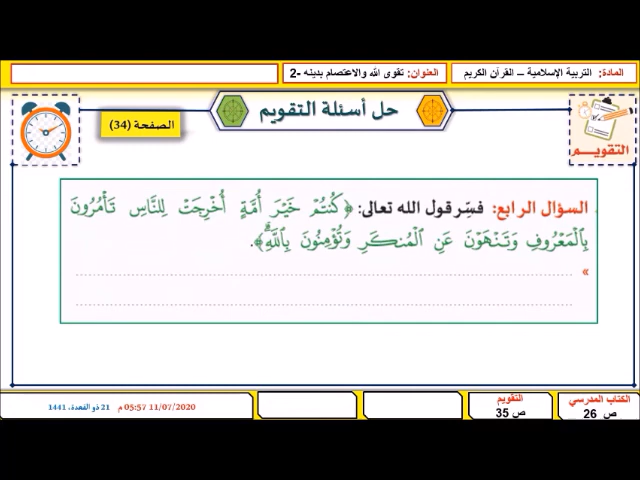 المادة: التربية الإسلامية – القرآن الكريم
العنوان: تقوى الله والاعتصام بدينه -2
حل أسئلة التقويم
الصفحة (34)
التقويم
السؤال الرابع: فسّر قول الله تعالى: ﴿كُنتُمْ خَيْرَ أُمَّةٍ أُخْرِجَتْ لِلنَّاسِ تَأْمُرُونَ
بِالْمَعْرُوفِ وَتَنْهَوْنَ عَنِ الْمُنكَرِ وَتُؤْمِنُونَ بِاللَّهِ ۗ﴾.
»
الكتاب المدرسي
ص 26
التقويم
ص 35
21 ذو القعدة، 1441 11/07/2020 05:57 م